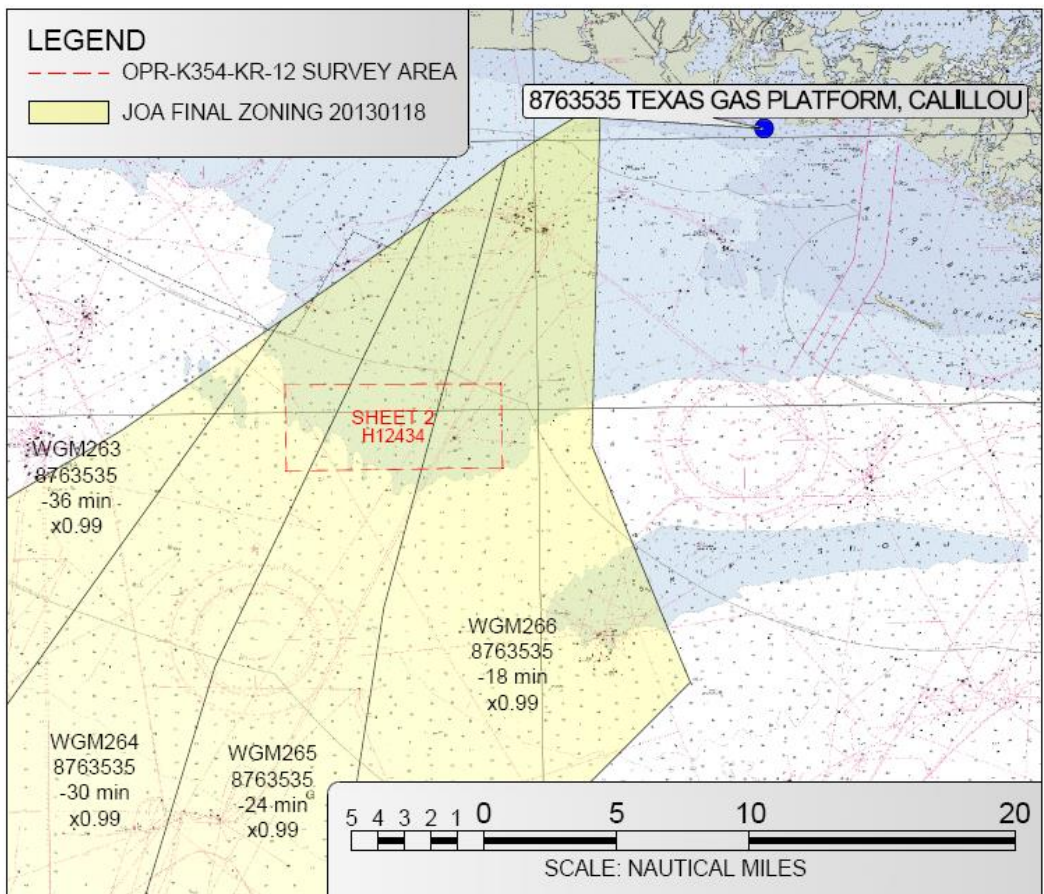 LEGEND
OPR-K354-KR-12 SURVEY AREA
JOA FINAL ZONING 20130118
8763535 TEXAS GAS PLATFORM, CALILLOU
SHEET 2
H12434
WGM263
8763535
-36 min
x0.99
WGM266
8763535
-18 min
x0.99
WGM264
8763535
-30 min
x0.99
WGM265
8763535
-24 min
x0.99
5 4 3 2 1 0 5 10 20
SCALE: NAUTICAL MILES